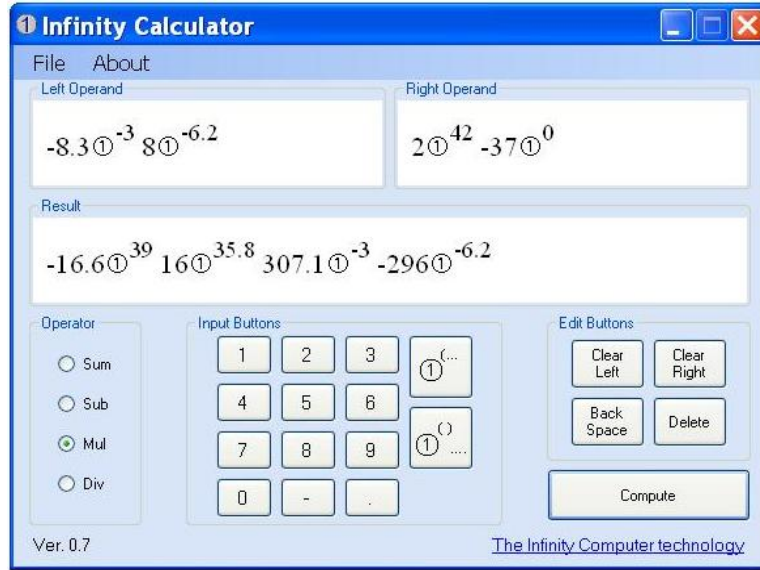 ① Infinity Calculator
File About
Left Operand
-8.3①^-3 8①^-6.2
Right Operand
2①^42 -37①^0
Result
-16.6①^39 16①^35.8 307.1①^-3 -296①^-6.2
Operator
Sum
Sub
Mul
Div
Input Buttons
1 2 3 ①^(...
4 5 6
7 8 9 ①^() ....
0 - .
Edit Buttons
Clear Left
Clear Right
Back Space
Delete
Compute
Ver. 0.7
The Infinity Computer technology